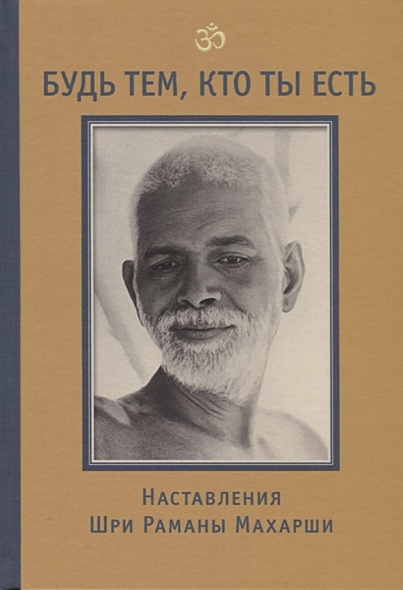 ॐ
БУДЬ ТЕМ, КТО ТЫ ЕСТЬ
НАСТАВЛЕНИЯ
ШРИ РАМАНЫ МАХАРШИ